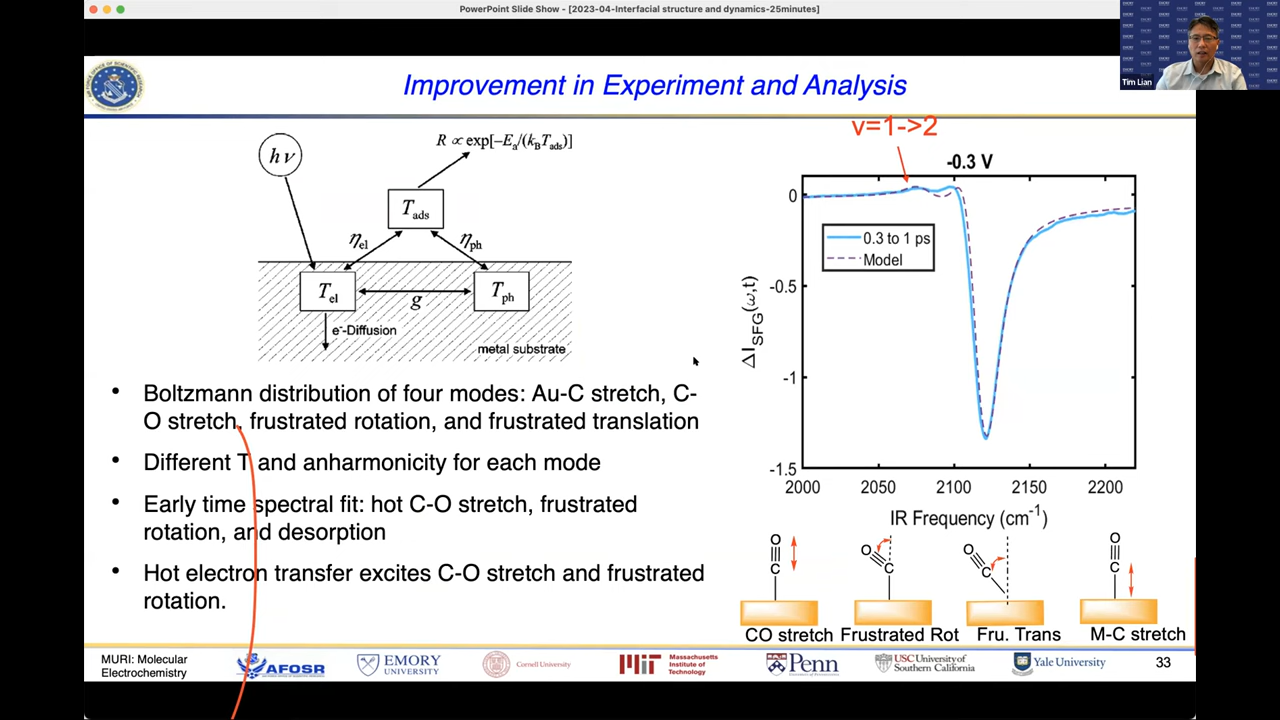 PowerPoint Slide Show - [2023-04-Interfacial structure and dynamics-25minutes]
Tim Lian
Improvement in Experiment and Analysis
hν
R ∝ exp[−Ea/(kBTads)]
Tads
ηel
ηph
Tel
g
Tph
e⁻-Diffusion
metal substrate
• Boltzmann distribution of four modes: Au-C stretch, C-
O stretch, frustrated rotation, and frustrated translation
• Different T and anharmonicity for each mode
• Early time spectral fit: hot C-O stretch, frustrated
rotation, and desorption
• Hot electron transfer excites C-O stretch and frustrated
rotation.
v=1->2
-0.3 V
0
-0.5
-1
-1.5
0.3 to 1 ps
Model
ΔISFG(ω,t)
2000 2050 2100 2150 2200
IR Frequency (cm⁻¹)
O O O O
C C C C
CO stretch Frustrated Rot Fru. Trans M-C stretch
MURI: Molecular
Electrochemistry
AFOSR
EMORY
UNIVERSITY
Cornell University
MIT
Massachusetts
Institute of
Technology
Penn
UNIVERSITY OF PENNSYLVANIA
USC University of
Southern California
Yale University
33